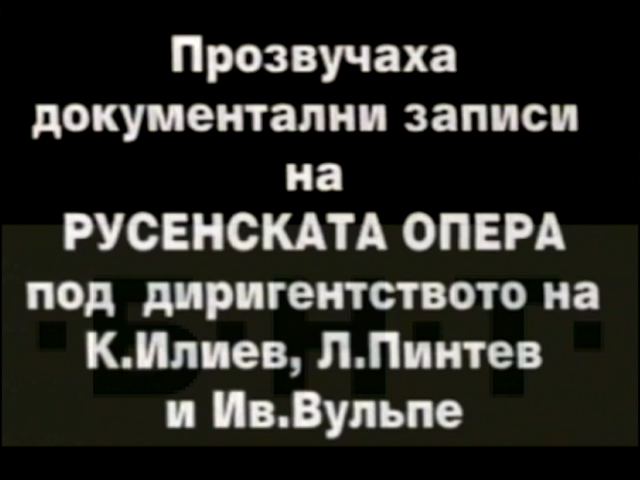 Прозвучаха
документални записи
на
РУСЕНСКАТА ОПЕРА
под диригентството на
К.Илиев, Л.Пинтев
и Ив.Вульпе
·Б·Н·Т·